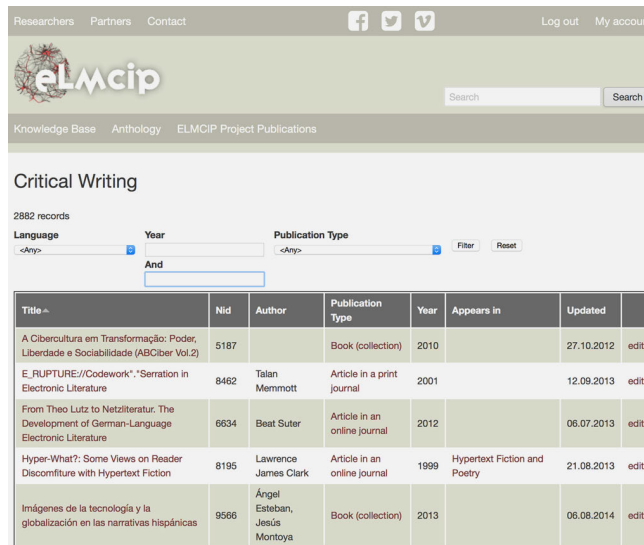 Researchers Partners Contact Log out My accoun
eLMcip
Search Search
Knowledge Base Anthology ELMCIP Project Publications
Critical Writing
2882 records
Language Year Publication Type
<Any> <Any> Filter Reset
And
Title Nid Author Publication Type Year Appears in Updated
A Cibercultura em Transformação: Poder,
Liberdade e Sociabilidade (ABCiber Vol.2) 5187 Book (collection) 2010 27.10.2012 edit
E_RUPTURE://Codework"."Serration in
Electronic Literature 8462 Talan Memmott Article in a print journal 2001 12.09.2013 edit
From Theo Lutz to Netzliteratur. The
Development of German-Language
Electronic Literature 6634 Beat Suter Article in an online journal 2012 06.07.2013 edit
Hyper-What?: Some Views on Reader
Discomfiture with Hypertext Fiction 8195 Lawrence James Clark Article in an online journal 1999 Hypertext Fiction and Poetry 21.08.2013 edit
Imágenes de la tecnología y la
globalización en las narrativas hispánicas 9566 Ángel Esteban, Jesús Montoya Book (collection) 2013 06.08.2014 edit